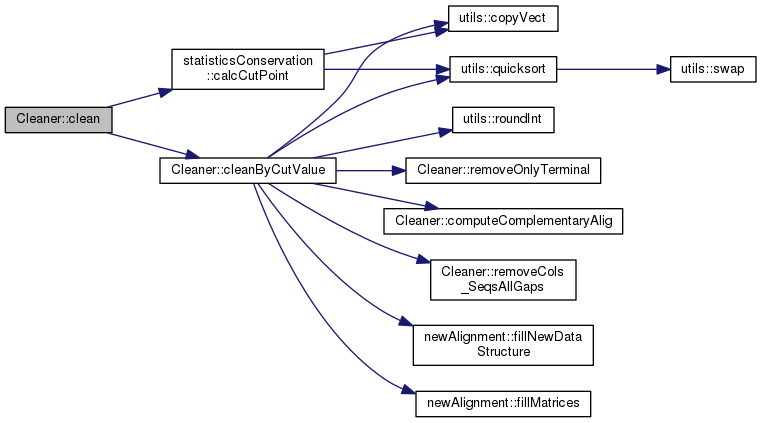 utils::copyVect
statisticsConservation
::calcCutPoint
utils::quicksort
utils::swap
Cleaner::clean
utils::roundInt
Cleaner::cleanByCutValue
Cleaner::removeOnlyTerminal
Cleaner::computeComplementaryAlig
Cleaner::removeCols
_SeqsAllGaps
newAlignment::fillNewData
Structure
newAlignment::fillMatrices